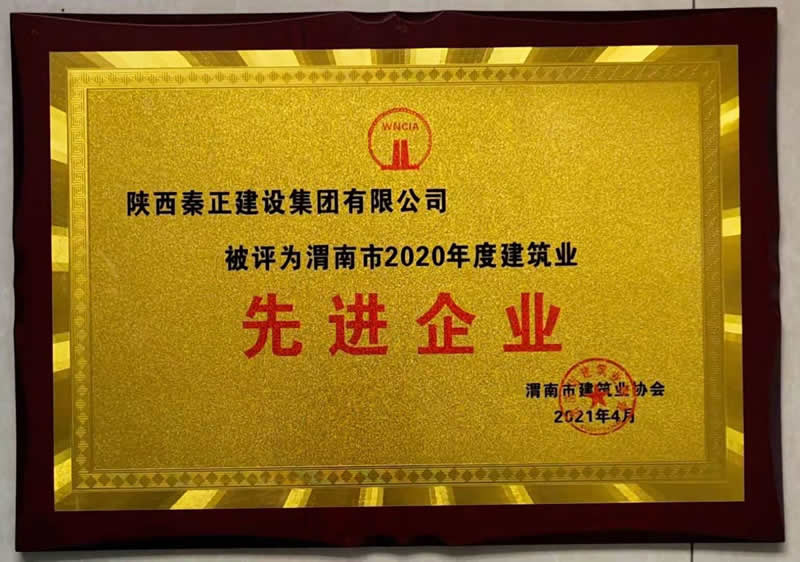 WNCIA
陕西秦正建设集团有限公司
被评为渭南市2020年度建筑业
先进企业
渭南市建筑业协会
2021年4月